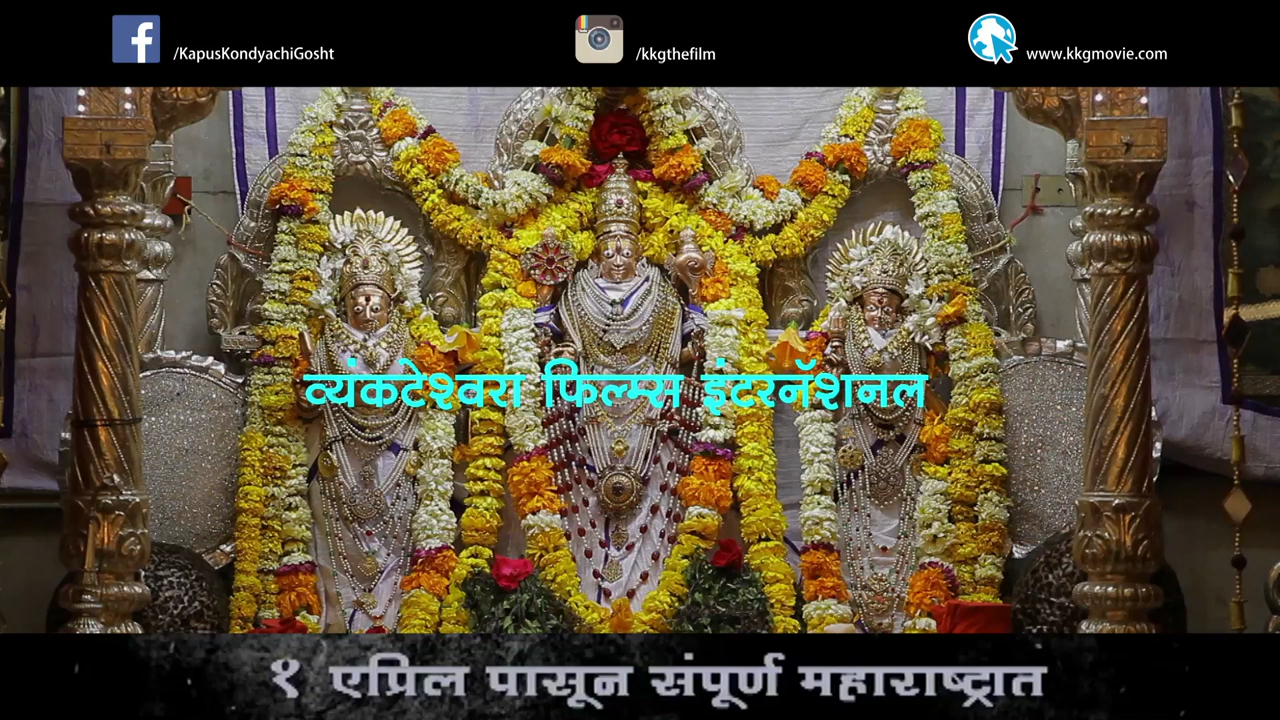 /KapusKondyachiGosht
/kkgthefilm
www.kkgmovie.com
व्यंकटेश्वरा फिल्म्स इंटरनॅशनल
१ एप्रिल पासून संपूर्ण महाराष्ट्रात